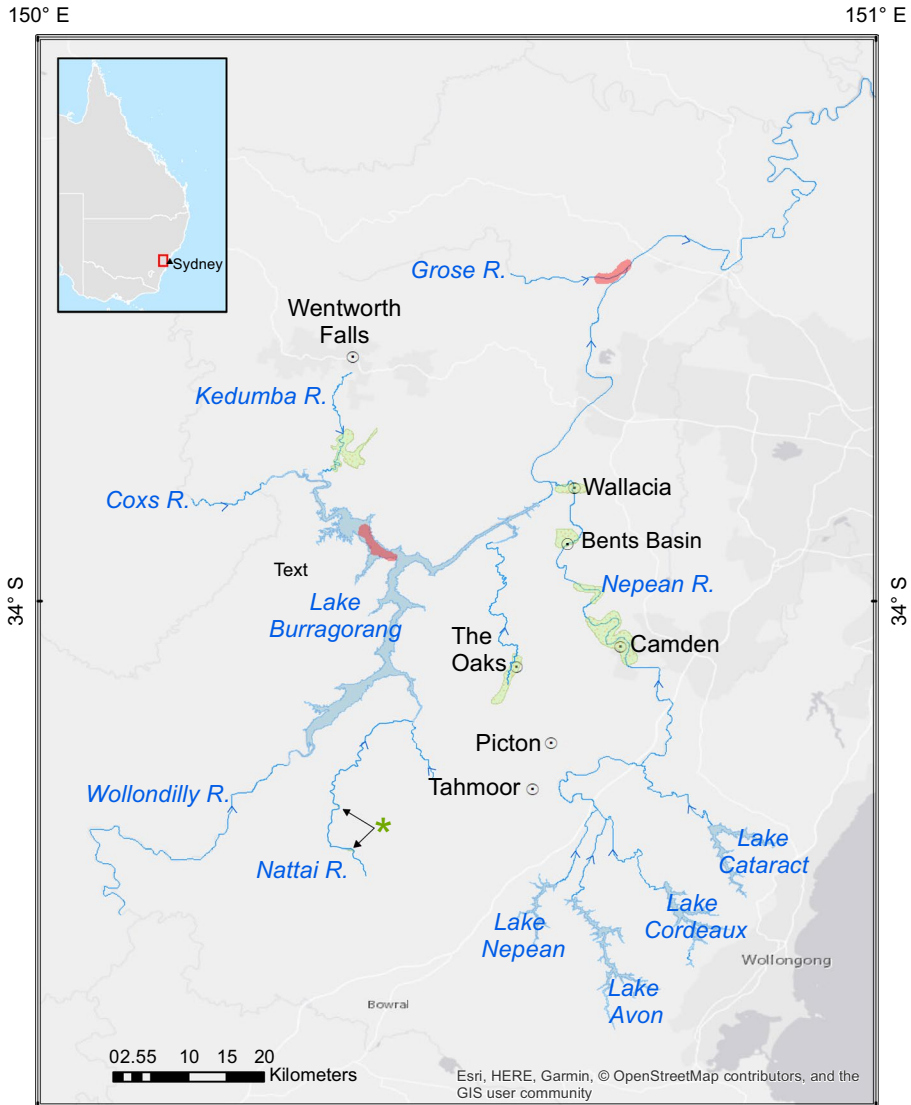 150° E
151° E
Sydney
Grose R.
Wentworth
Falls
Kedumba R.
Coxs R.
Wallacia
Bents Basin
Text
Nepean R.
34° S
34° S
Lake
Burragorang
The
Oaks
Camden
Picton
Tahmoor
Wollondilly R.
*
Nattai R.
Lake
Cataract
Lake
Cordeaux
Lake
Nepean
Wollongong
Lake
Avon
Bowral
02.55 10 15 20
Kilometers
Esri, HERE, Garmin, © OpenStreetMap contributors, and the
GIS user community